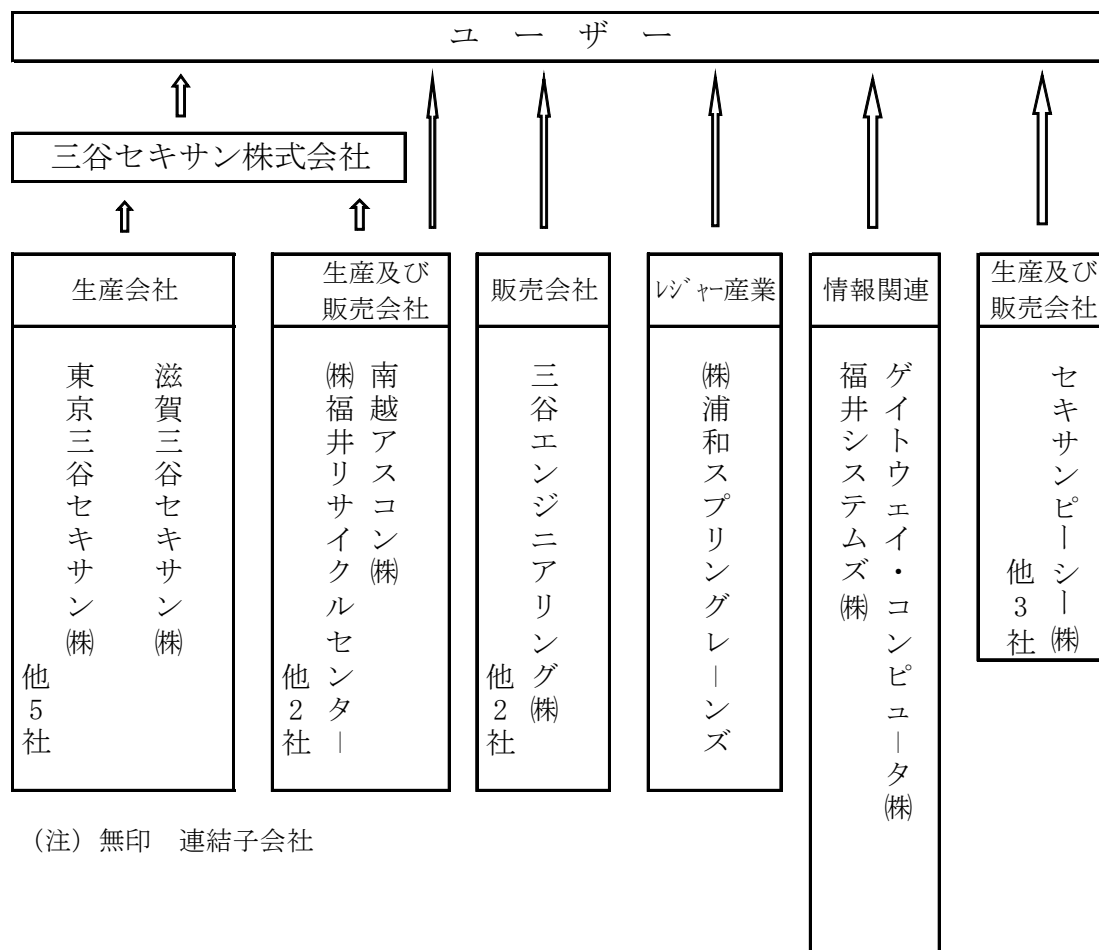 ユーザー
三谷セキサン株式会社
生産会社
滋賀三谷セキサン㈱
東京三谷セキサン㈱
他5社
生産及び
販売会社
南越アスコン㈱
㈱福井リサイクルセンター
他2社
販売会社
三谷エンジニアリング㈱
他2社
ﾚｼﾞｬｰ産業
㈱浦和スプリングレーンズ
情報関連
ゲイトウェイ・コンピュータ㈱
福井システムズ㈱
生産及び
販売会社
セキサンピーシー㈱
他3社
（注）無印　連結子会社